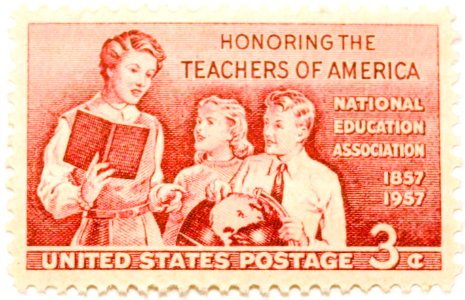 HONORING THE
TEACHERS OF AMERICA
NATIONAL
EDUCATION
ASSOCIATION
1857
1957
UNITED STATES POSTAGE 3¢